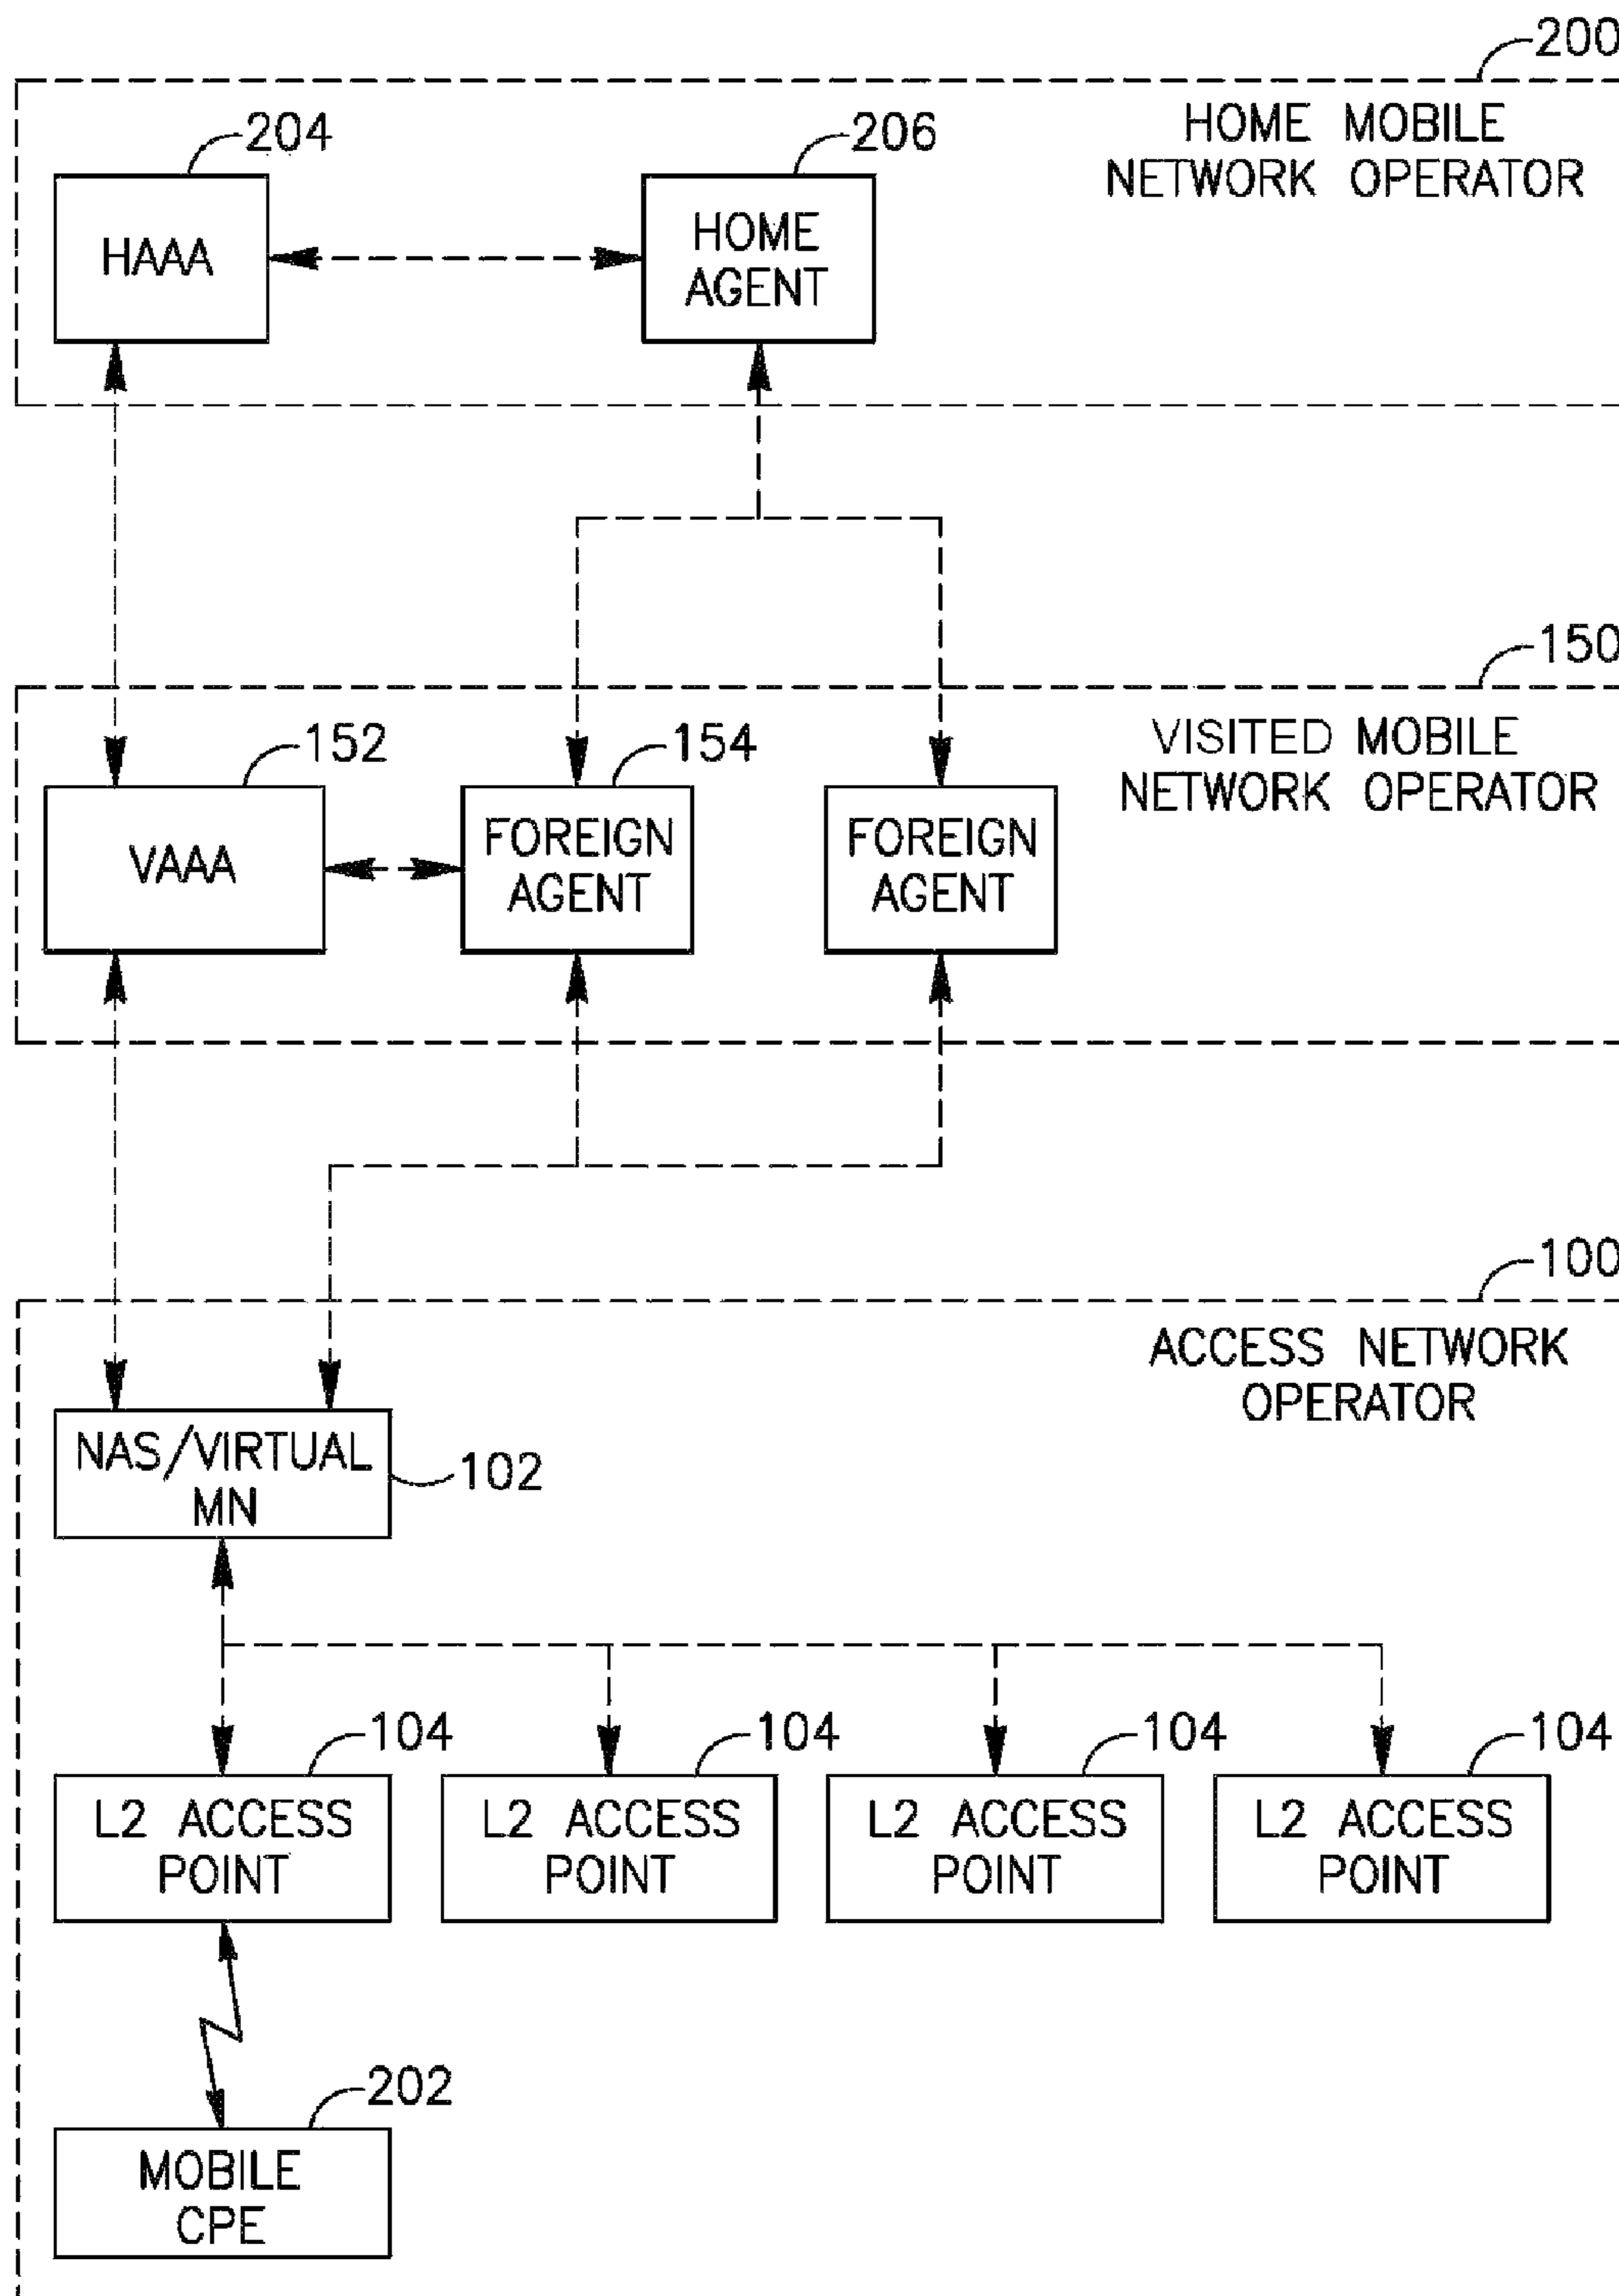 200
HOME MOBILE
NETWORK OPERATOR
204
206
HAAA
HOME
AGENT
150
VISITED MOBILE
NETWORK OPERATOR
152
154
VAAA
FOREIGN
AGENT
FOREIGN
AGENT
100
ACCESS NETWORK
OPERATOR
NAS/VIRTUAL
MN
102
104
104
104
104
L2 ACCESS
POINT
L2 ACCESS
POINT
L2 ACCESS
POINT
L2 ACCESS
POINT
202
MOBILE
CPE